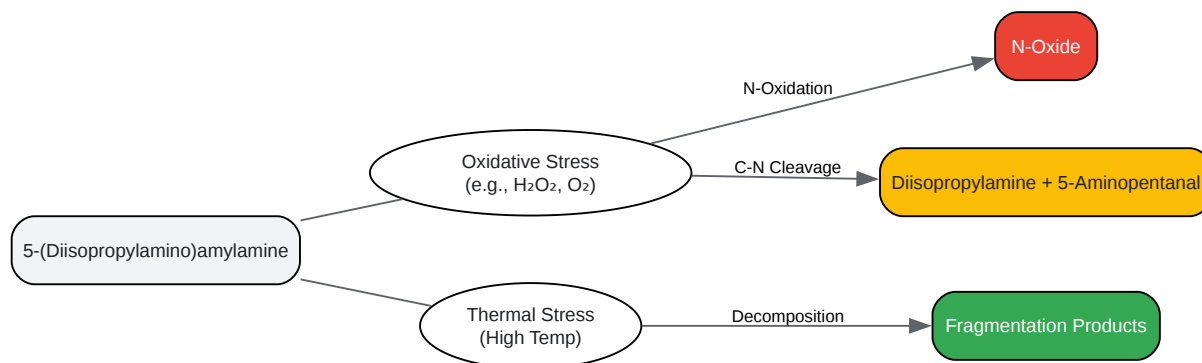 N-Oxide
N-Oxidation
Oxidative Stress
(e.g., H₂O₂, O₂)
C-N Cleavage
Diisopropylamine + 5-Aminopentanal
5-(Diisopropylamino)amylamine
Thermal Stress
(High Temp)
Decomposition
Fragmentation Products